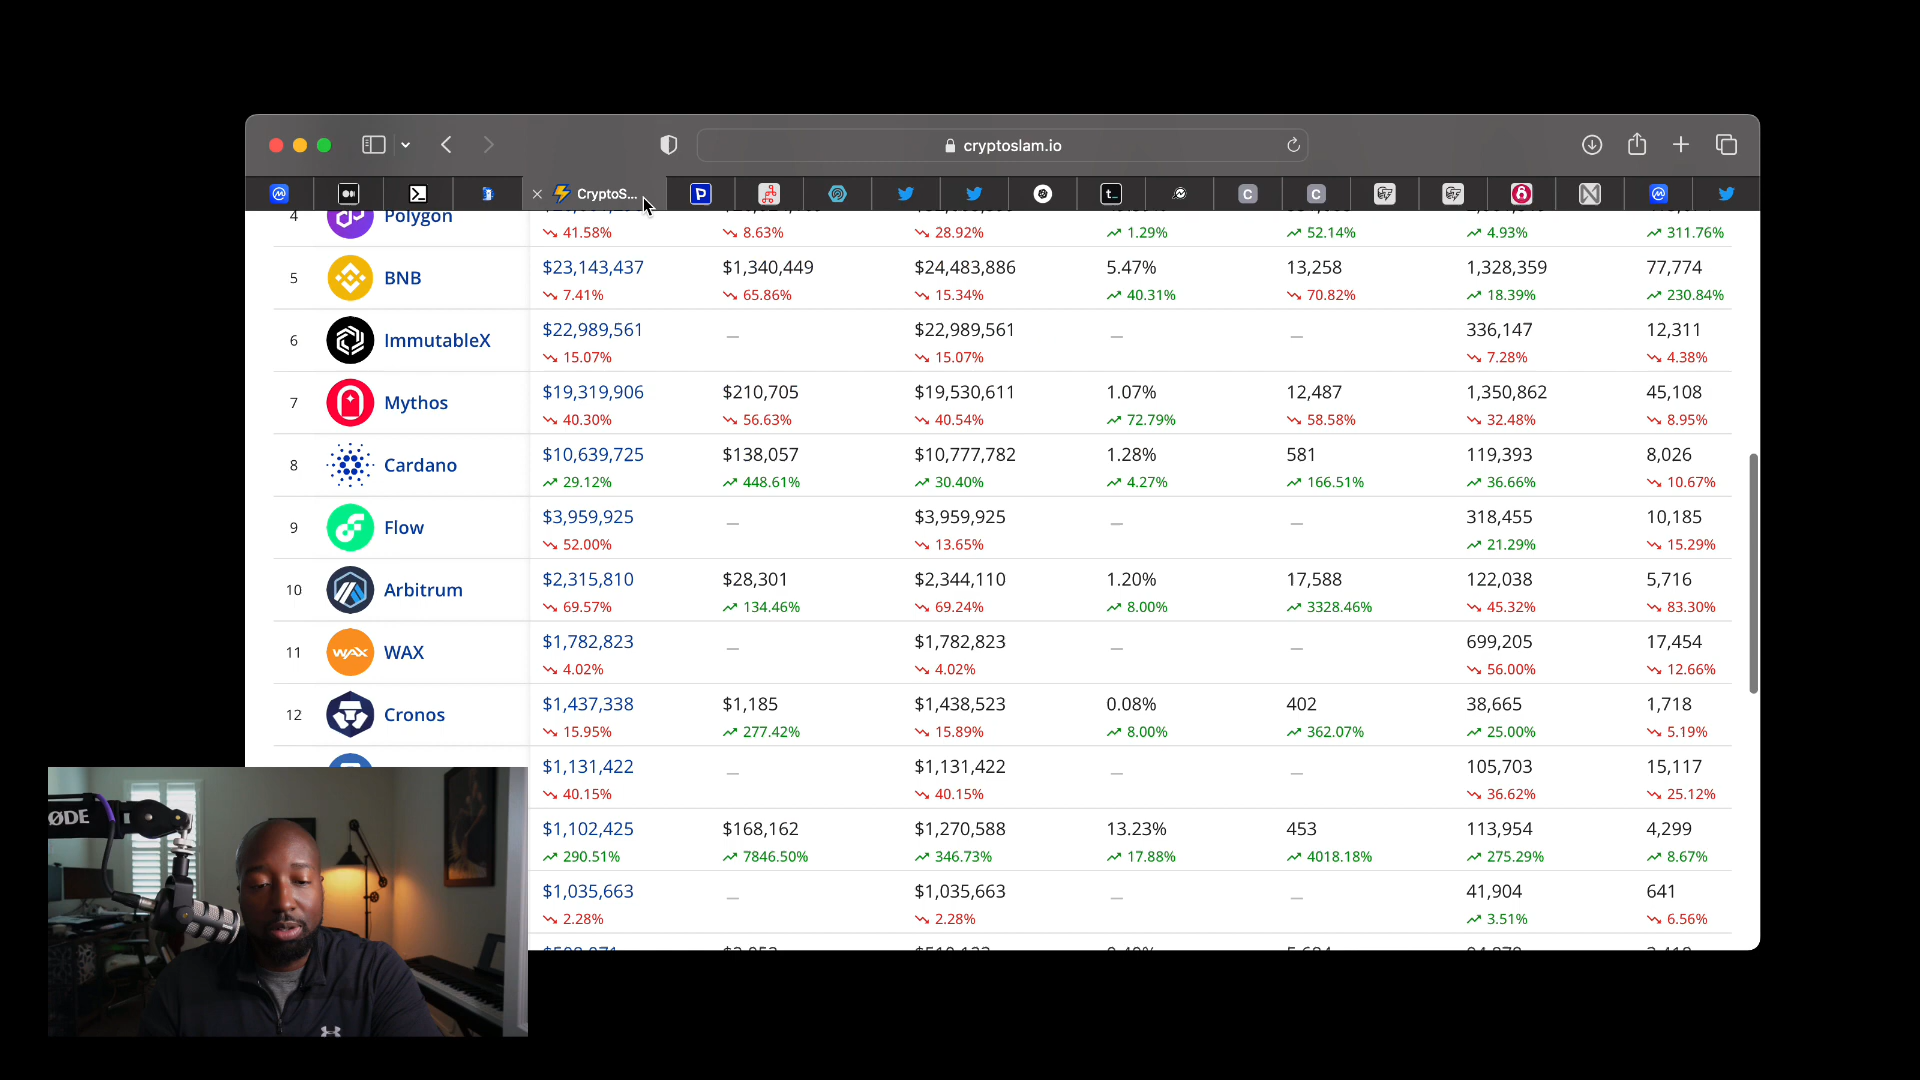 cryptoslam.io
CryptoS...
4 Polygon
41.58% 8.63% 28.92% 1.29% 52.14% 4.93% 311.76%
5 BNB $23,143,437 $1,340,449 $24,483,886 5.47% 13,258 1,328,359 77,774
7.41% 65.86% 15.34% 40.31% 70.82% 18.39% 230.84%
6 ImmutableX $22,989,561 — $22,989,561 — — 336,147 12,311
15.07% 15.07% 7.28% 4.38%
7 Mythos $19,319,906 $210,705 $19,530,611 1.07% 12,487 1,350,862 45,108
40.30% 56.63% 40.54% 72.79% 58.58% 32.48% 8.95%
8 Cardano $10,639,725 $138,057 $10,777,782 1.28% 581 119,393 8,026
29.12% 448.61% 30.40% 4.27% 166.51% 36.66% 10.67%
9 Flow $3,959,925 — $3,959,925 — — 318,455 10,185
52.00% 13.65% 21.29% 15.29%
10 Arbitrum $2,315,810 $28,301 $2,344,110 1.20% 17,588 122,038 5,716
69.57% 134.46% 69.24% 8.00% 3328.46% 45.32% 83.30%
11 WAX WAX $1,782,823 — $1,782,823 — — 699,205 17,454
4.02% 4.02% 56.00% 12.66%
12 Cronos $1,437,338 $1,185 $1,438,523 0.08% 402 38,665 1,718
15.95% 277.42% 15.89% 8.00% 362.07% 25.00% 5.19%
$1,131,422 — $1,131,422 — — 105,703 15,117
40.15% 40.15% 36.62% 25.12%
$1,102,425 $168,162 $1,270,588 13.23% 453 113,954 4,299
290.51% 7846.50% 346.73% 17.88% 4018.18% 275.29% 8.67%
$1,035,663 — $1,035,663 — — 41,904 641
2.28% 2.28% 3.51% 6.56%
RØDE